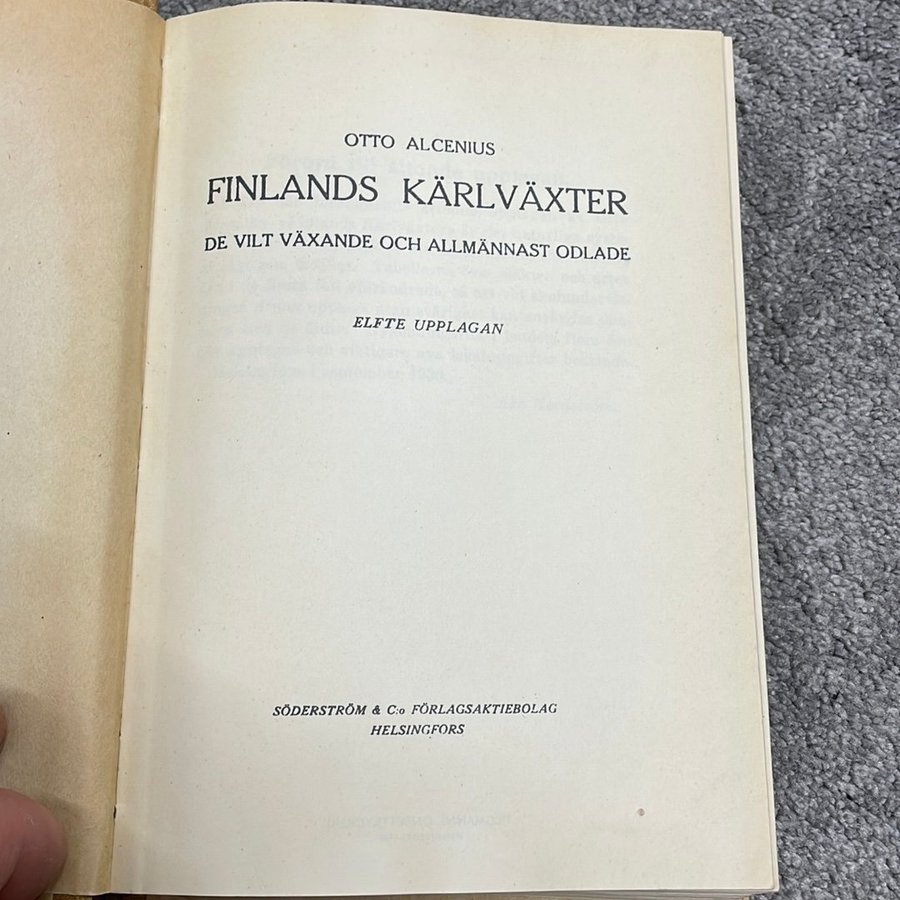 OTTO ALCENIUS
FINLANDS KÄRLVÄXTER
DE VILT VÄXANDE OCH ALLMÄNNAST ODLADE
ELFTE UPPLAGAN
SÖDERSTRÖM & C:o FÖRLAGSAKTIEBOLAG
HELSINGFORS